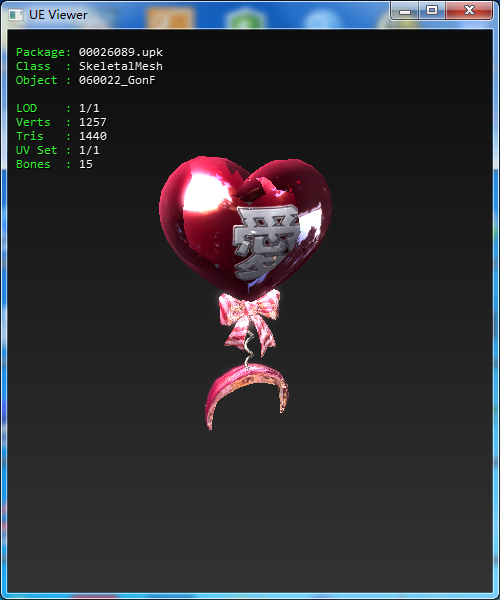 UE Viewer
Package: 00026089.upk
Class : SkeletalMesh
Object : 060022_GonF
LOD : 1/1
Verts : 1257
Tris : 1440
UV Set : 1/1
Bones : 15
愛